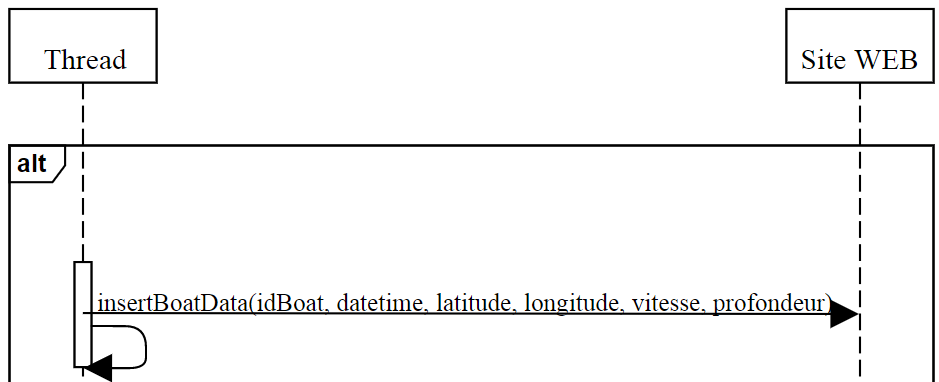 Thread
Site WEB
alt
insertBoatData(idBoat, datetime, latitude, longitude, vitesse, profondeur)